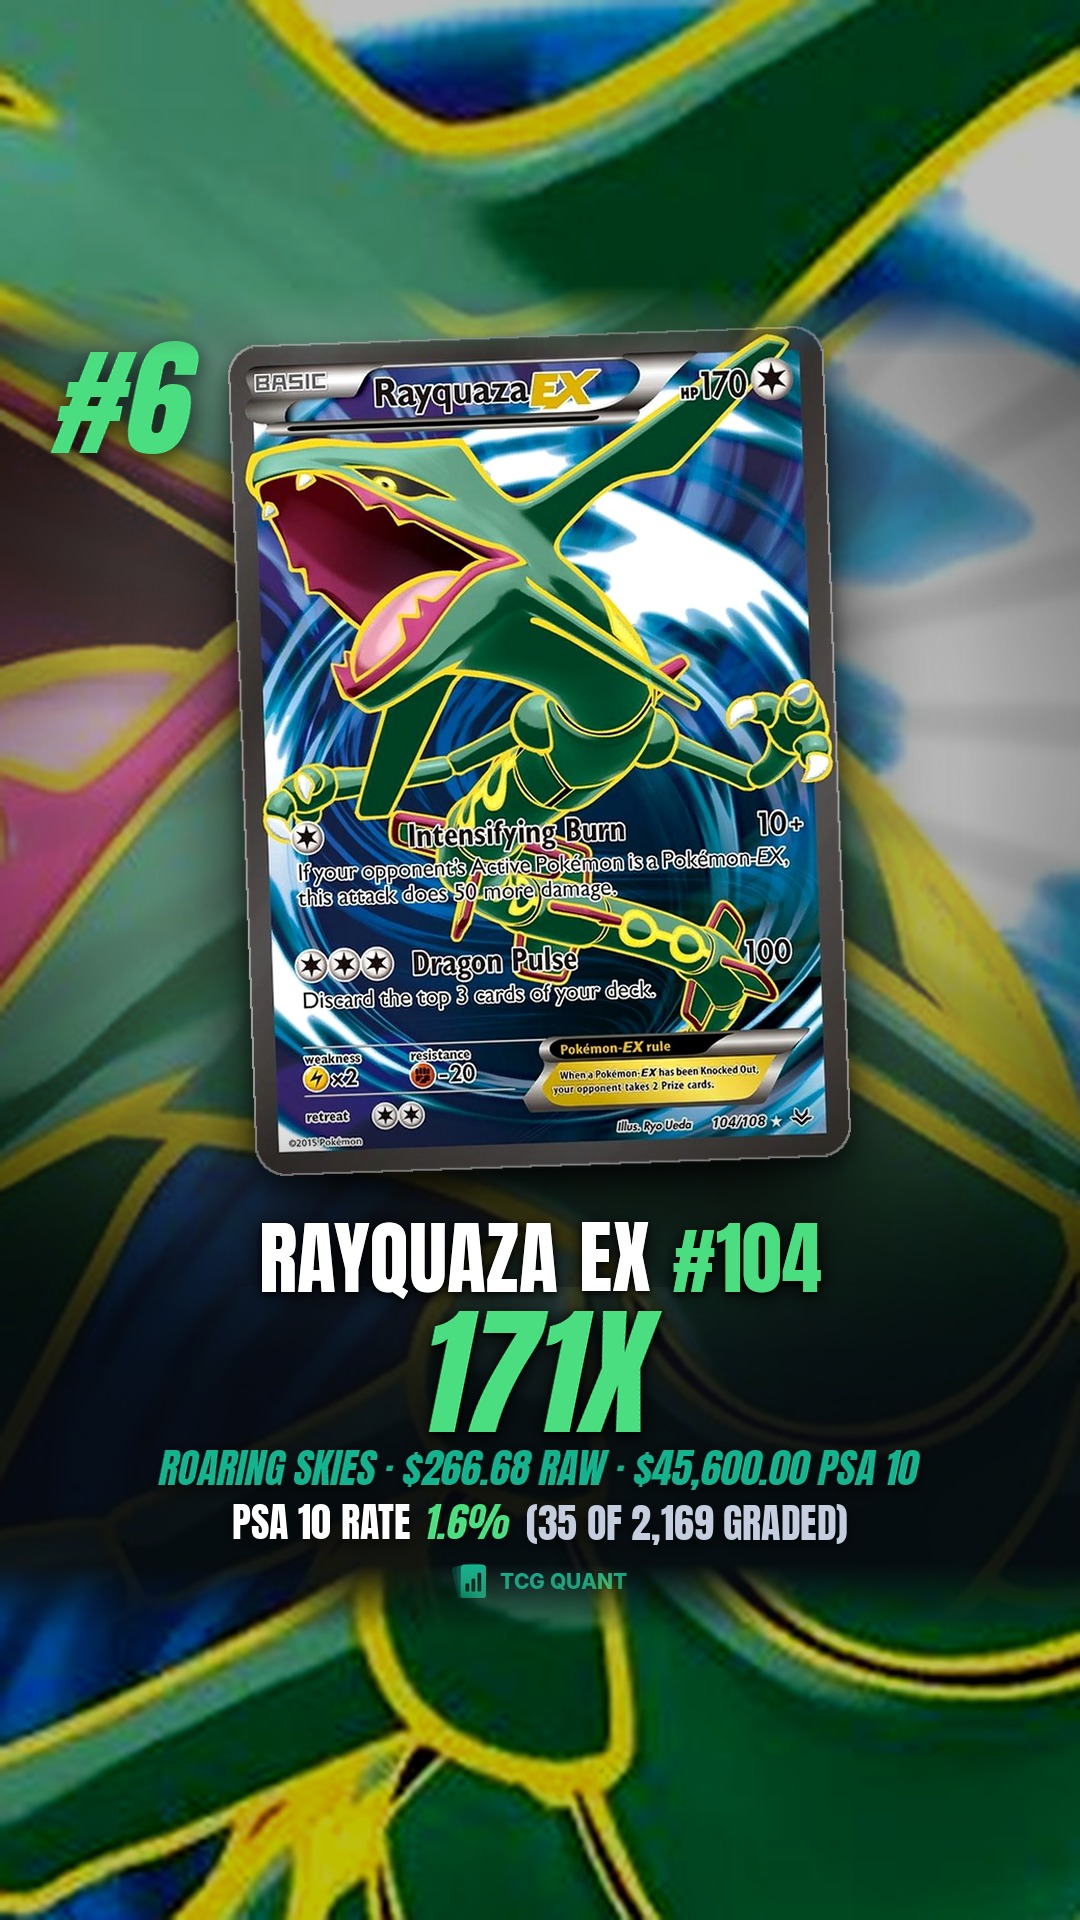 #6
BASIC
Rayquaza EX
HP170
Intensifying Burn 10+
If your opponent's Active Pokémon is a Pokémon-EX,
this attack does 50 more damage.
Dragon Pulse 100
Discard the top 3 cards of your deck.
weakness
×2
resistance
-20
retreat
Pokémon-EX rule
When a Pokémon-EX has been Knocked Out,
your opponent takes 2 Prize cards.
Illus. Ryo Ueda 104/108
©2015 Pokémon
RAYQUAZA EX #104
171X
ROARING SKIES · $266.68 RAW · $45,600.00 PSA 10
PSA 10 RATE 1.6% (35 OF 2,169 GRADED)
TCG QUANT